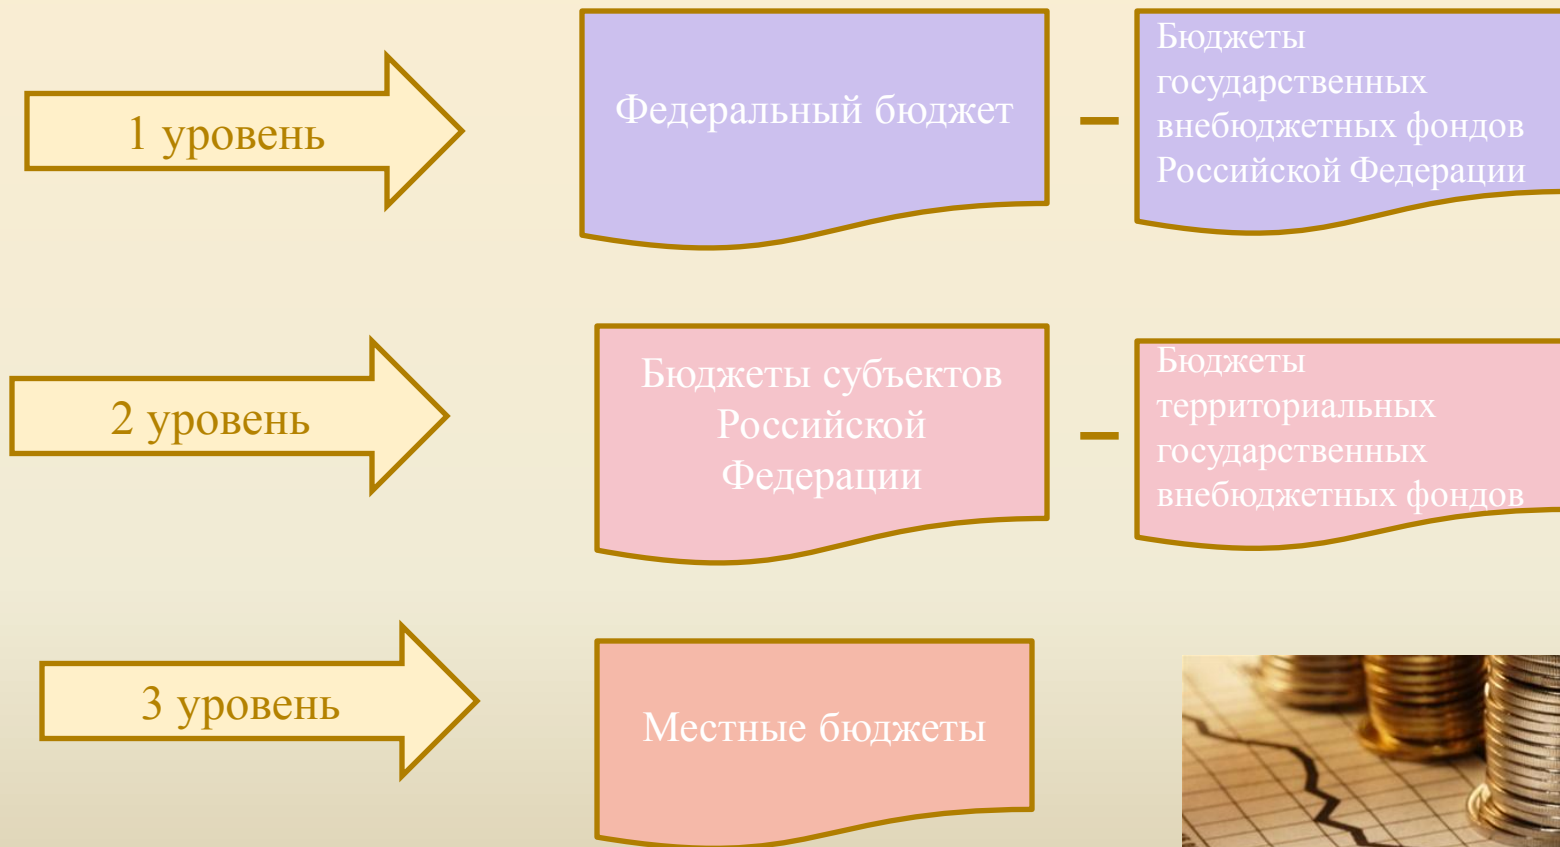 1 уровень
Федеральный бюджет
Бюджеты
государственных
внебюджетных фондов
Российской Федерации
2 уровень
Бюджеты субъектов
Российской
Федерации
Бюджеты
территориальных
государственных
внебюджетных фондов
3 уровень
Местные бюджеты